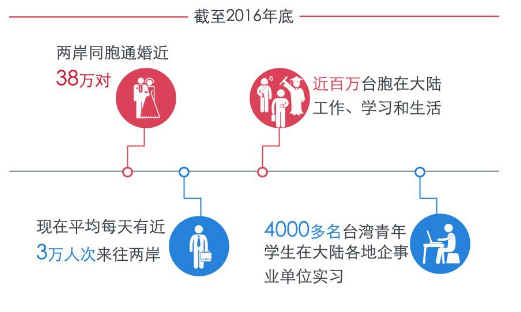 截至2016年底
两岸同胞通婚近
38万对
近百万台胞在大陆
工作、学习和生活
现在平均每天有近
3万人次来往两岸
4000多名台湾青年
学生在大陆各地企事
业单位实习